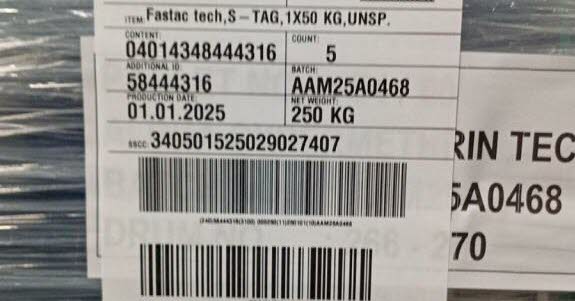 ITEM: Fastac tech,S-TAG,1X50 KG,UNSP.
CONTENT: COUNT:
04014348444316 5
ADDITIONAL ID: BATCH:
58444316 AAM25A0468
PRODUCTION DATE: NET WEIGHT:
01.01.2025 250 KG
SSCC: 340501525029027407
RIN TEC
5A0468
70